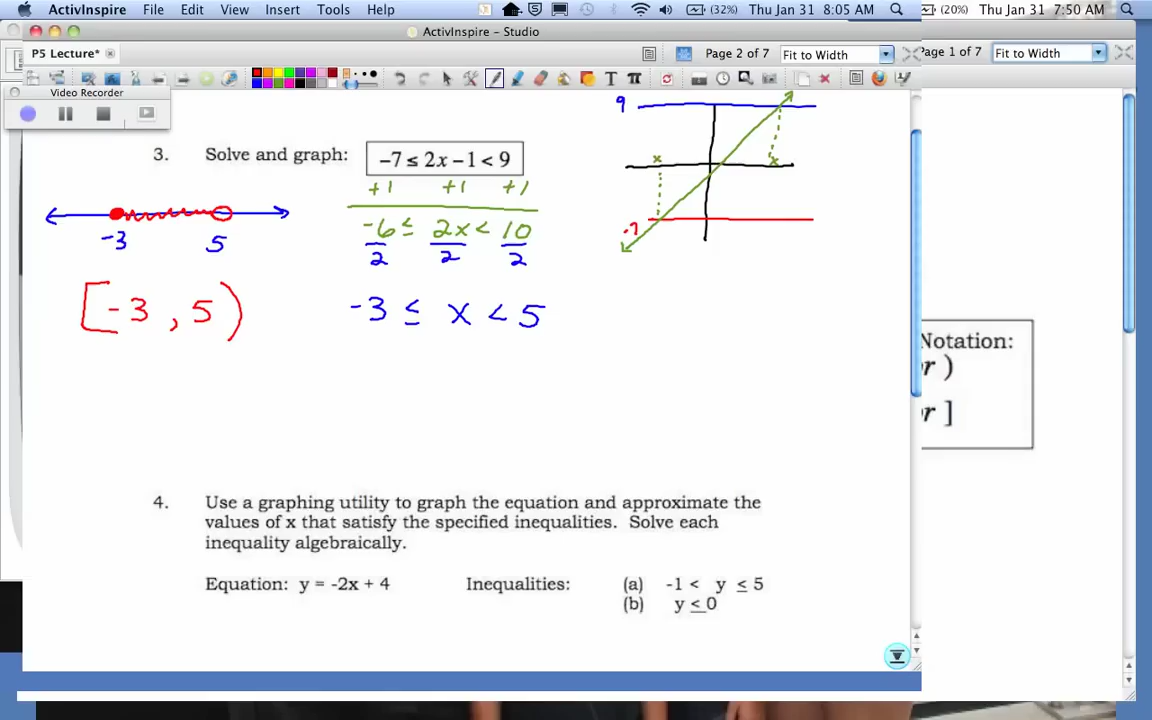 ActivInspire File Edit View Insert Tools Help (32%) Thu Jan 31 8:05 AM (20%) Thu Jan 31 7:50 AM
ActivInspire - Studio
P5 Lecture* Page 2 of 7 Fit to Width age 1 of 7 Fit to Width
Video Recorder
9
3. Solve and graph: -7 ≤ 2x – 1 < 9
x x
+1 +1 +1
-6 ≤ 2x < 10
2 2 2
-3 5
-7
[-3, 5) -3 ≤ x < 5
Notation:
r )
r ]
4. Use a graphing utility to graph the equation and approximate the
values of x that satisfy the specified inequalities. Solve each
inequality algebraically.
Equation: y = -2x + 4 Inequalities: (a) -1 < y ≤ 5
(b) y ≤ 0